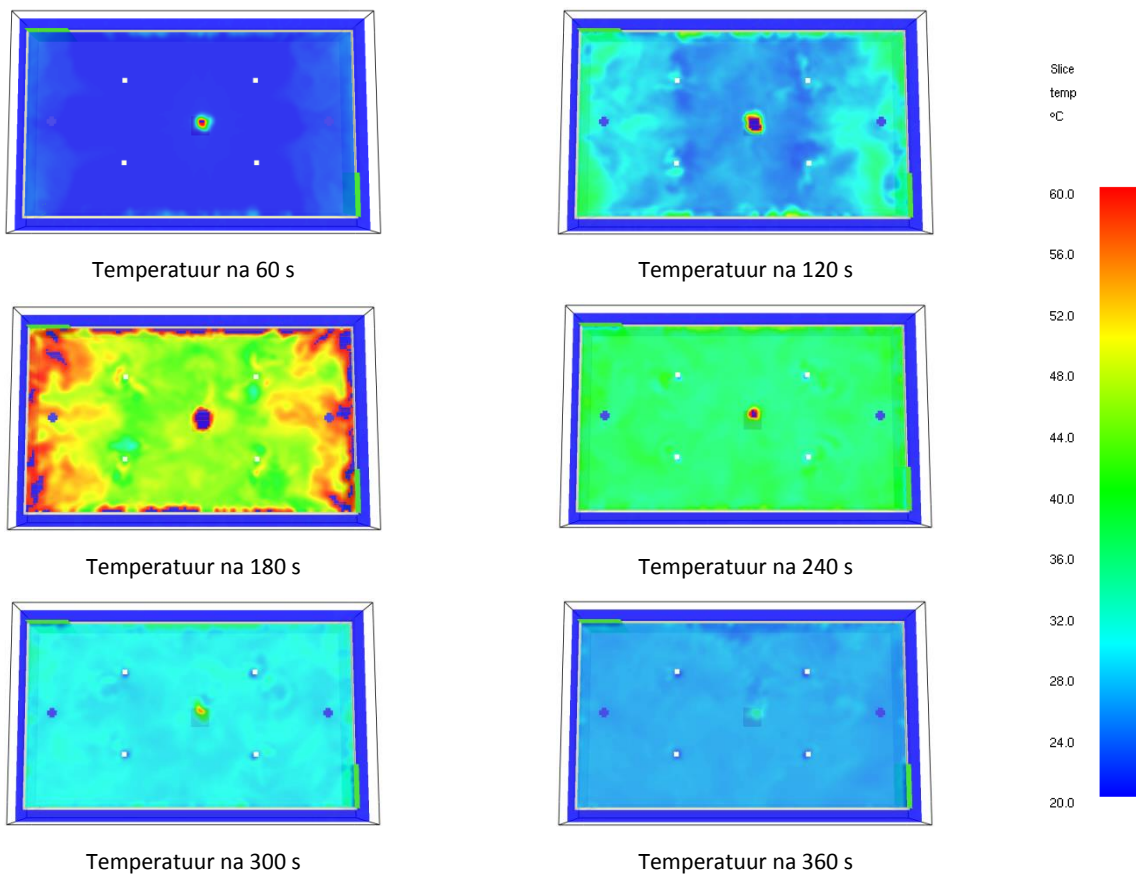 Temperatuur na 60 s
Temperatuur na 120 s
Temperatuur na 180 s
Temperatuur na 240 s
Temperatuur na 300 s
Temperatuur na 360 s
Slice
temp
°C
60.0
56.0
52.0
48.0
44.0
40.0
36.0
32.0
28.0
24.0
20.0